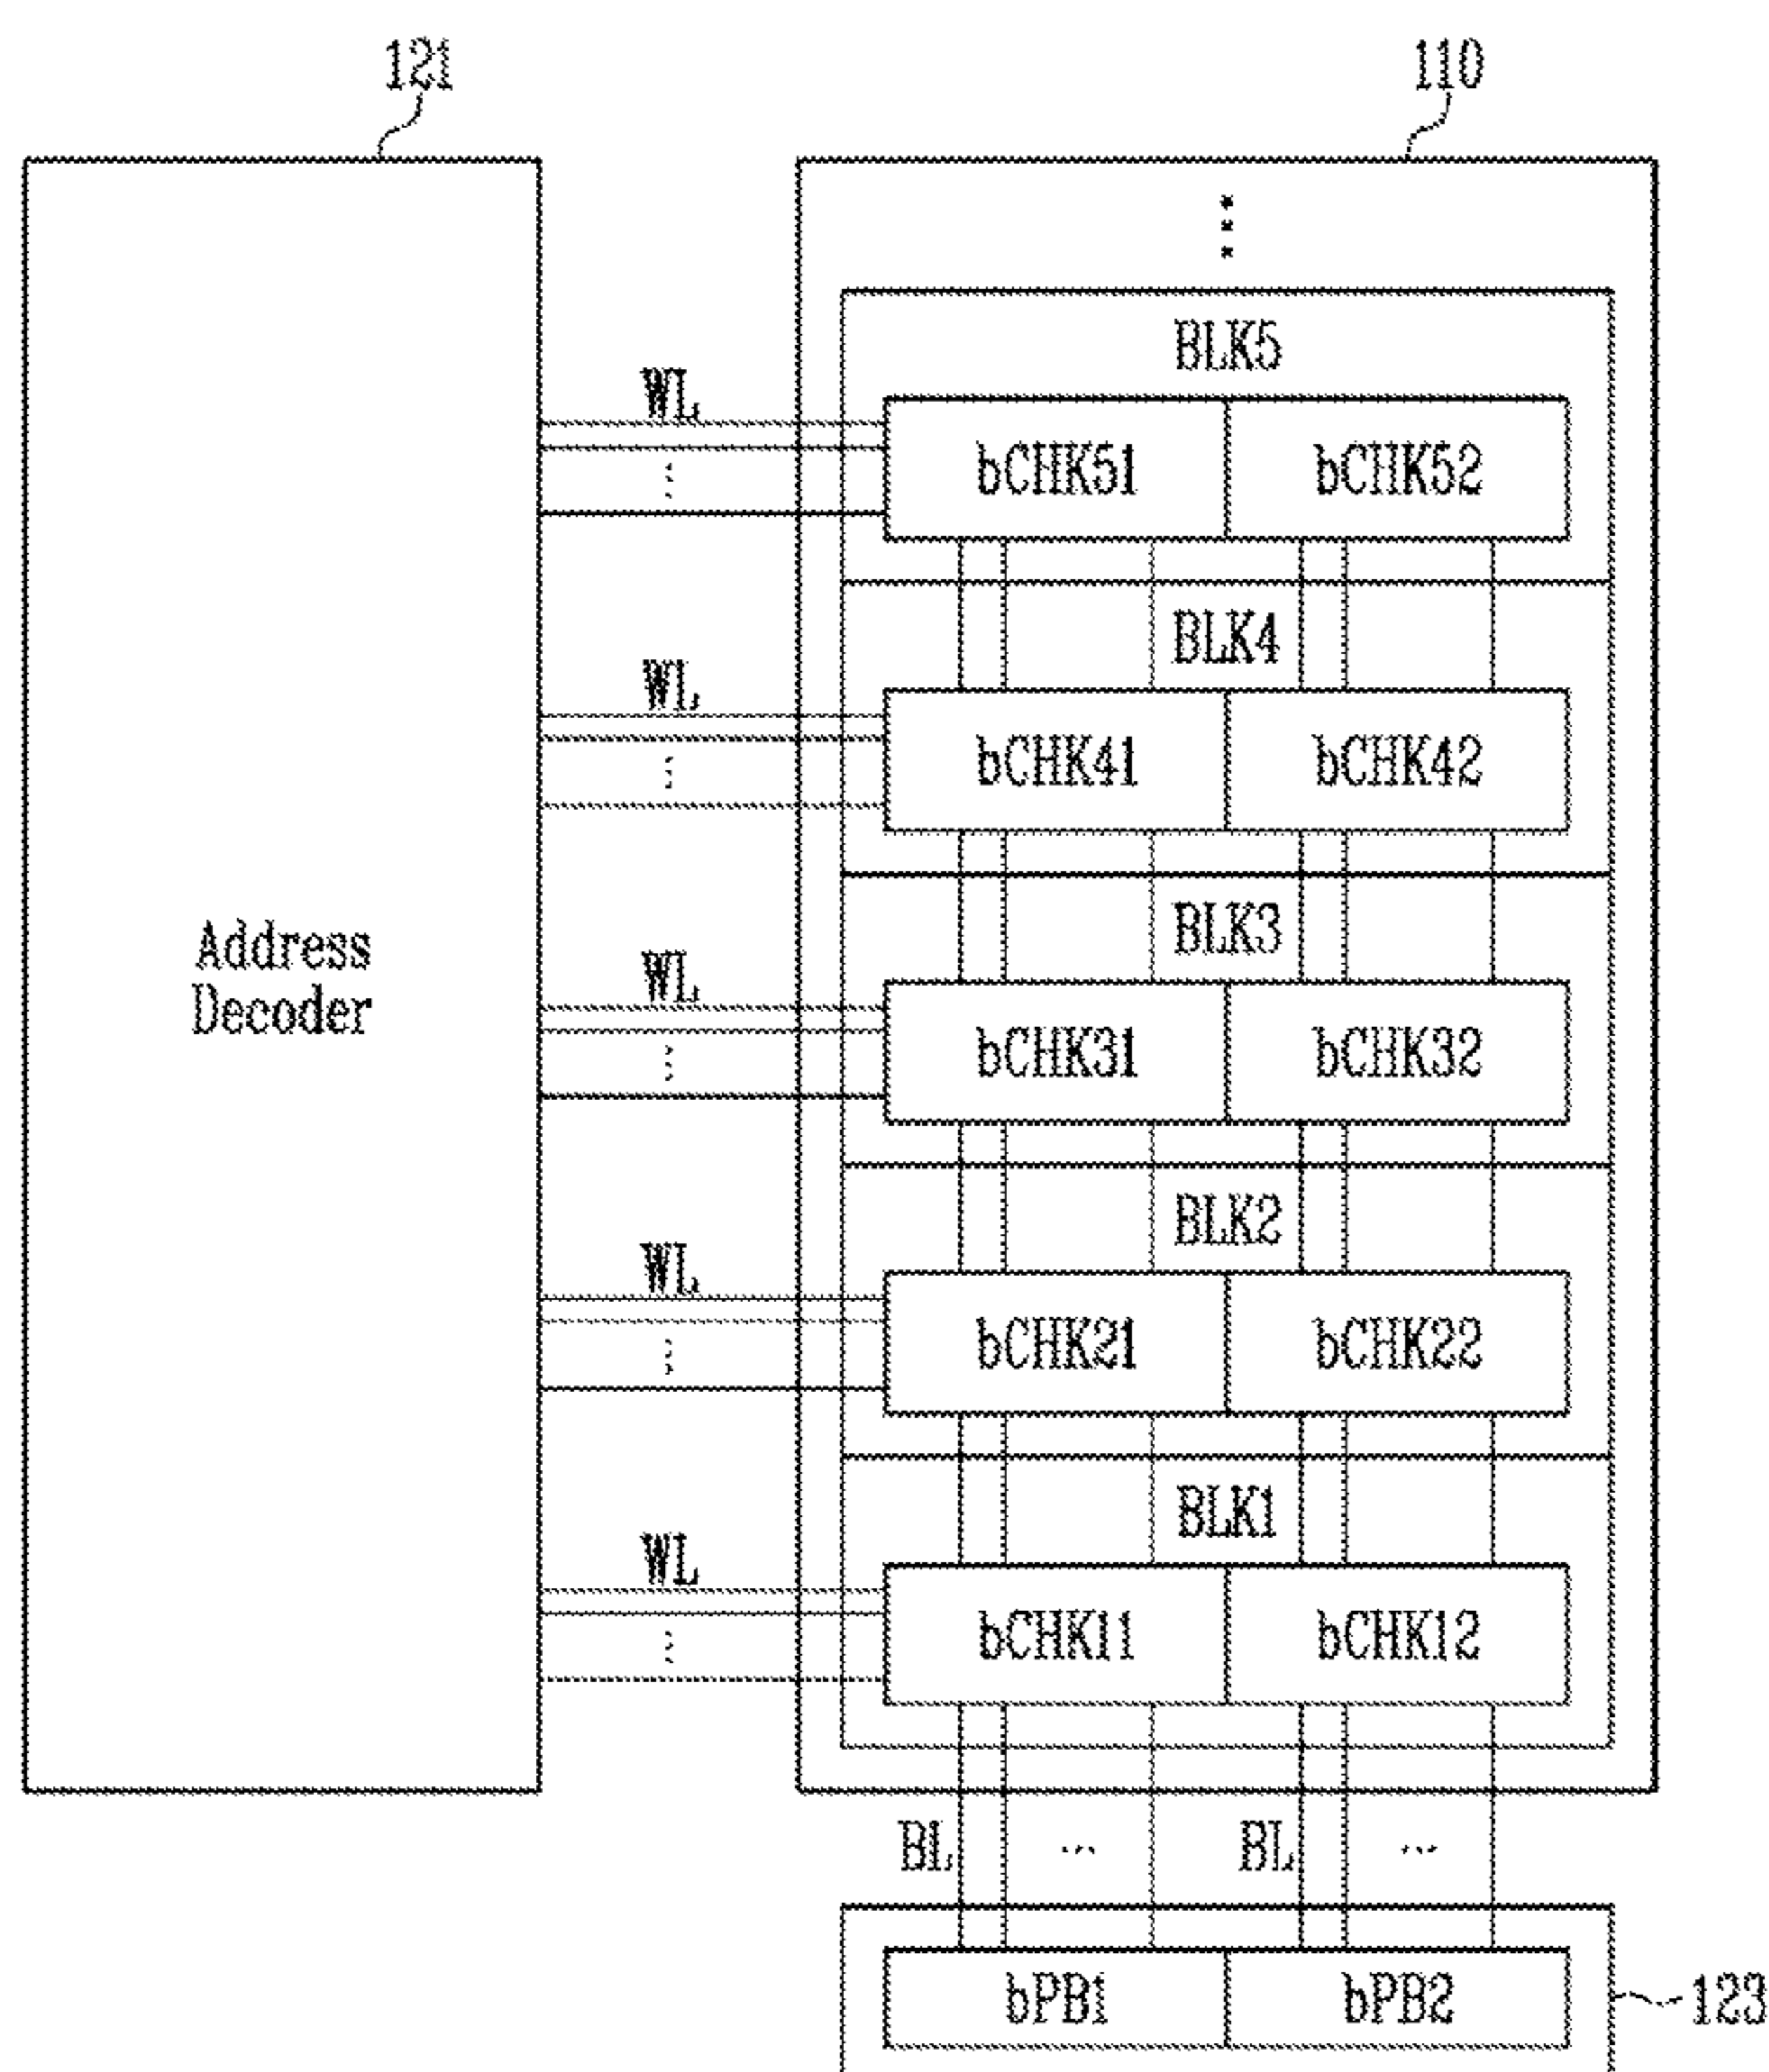 121
110
BLK5
WL
bCHK51 bCHK52
BLK4
WL
bCHK41 bCHK42
BLK3
Address
Decoder
WL
bCHK31 bCHK32
BLK2
WL
bCHK21 bCHK22
BLK1
WL
bCHK11 bCHK12
BL ... BL ...
bPB1 bPB2
123